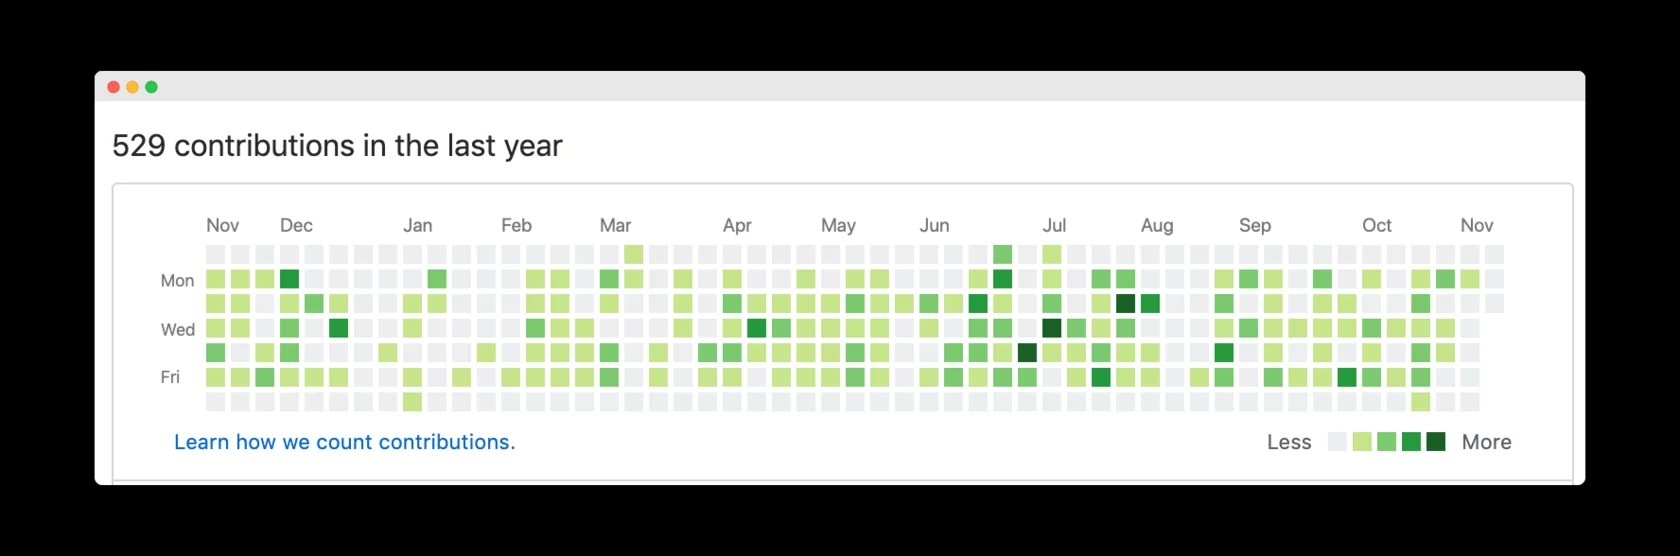 529 contributions in the last year
Nov Dec Jan Feb Mar Apr May Jun Jul Aug Sep Oct Nov
Mon
Wed
Fri
Learn how we count contributions. Less More